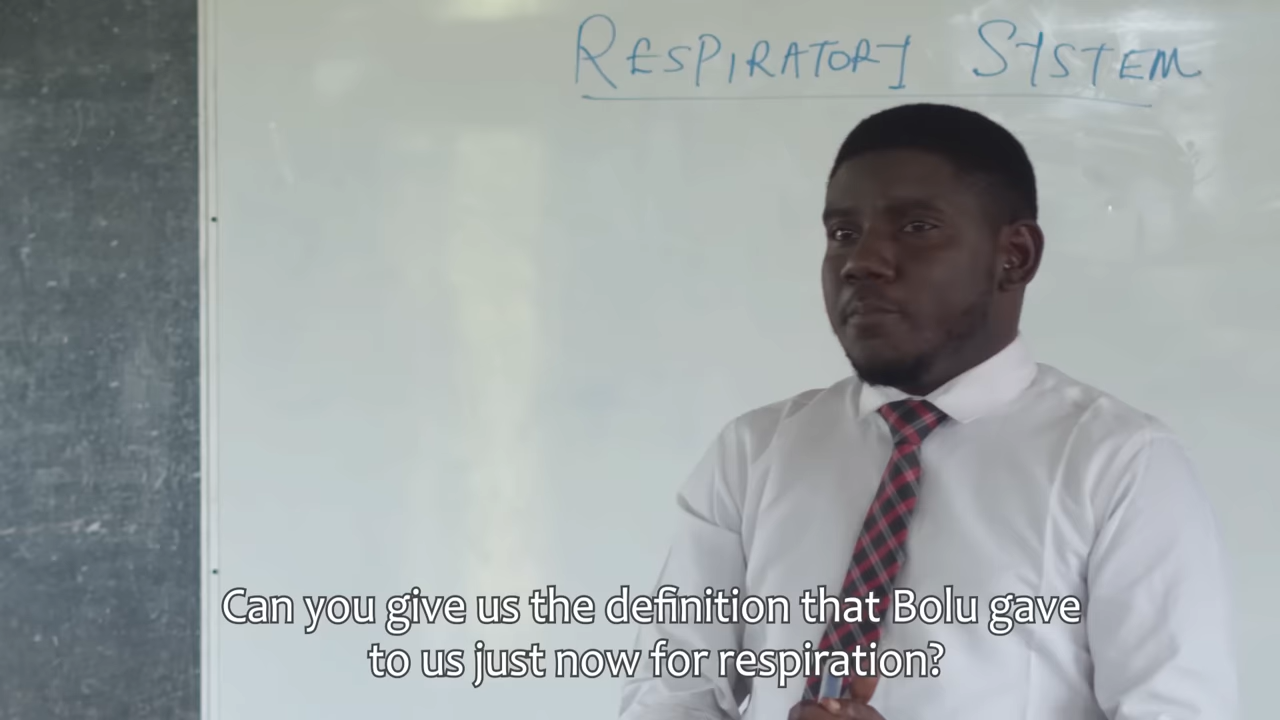 RESPIRATORY SYSTEM
Can you give us the definition that Bolu gave
to us just now for respiration?